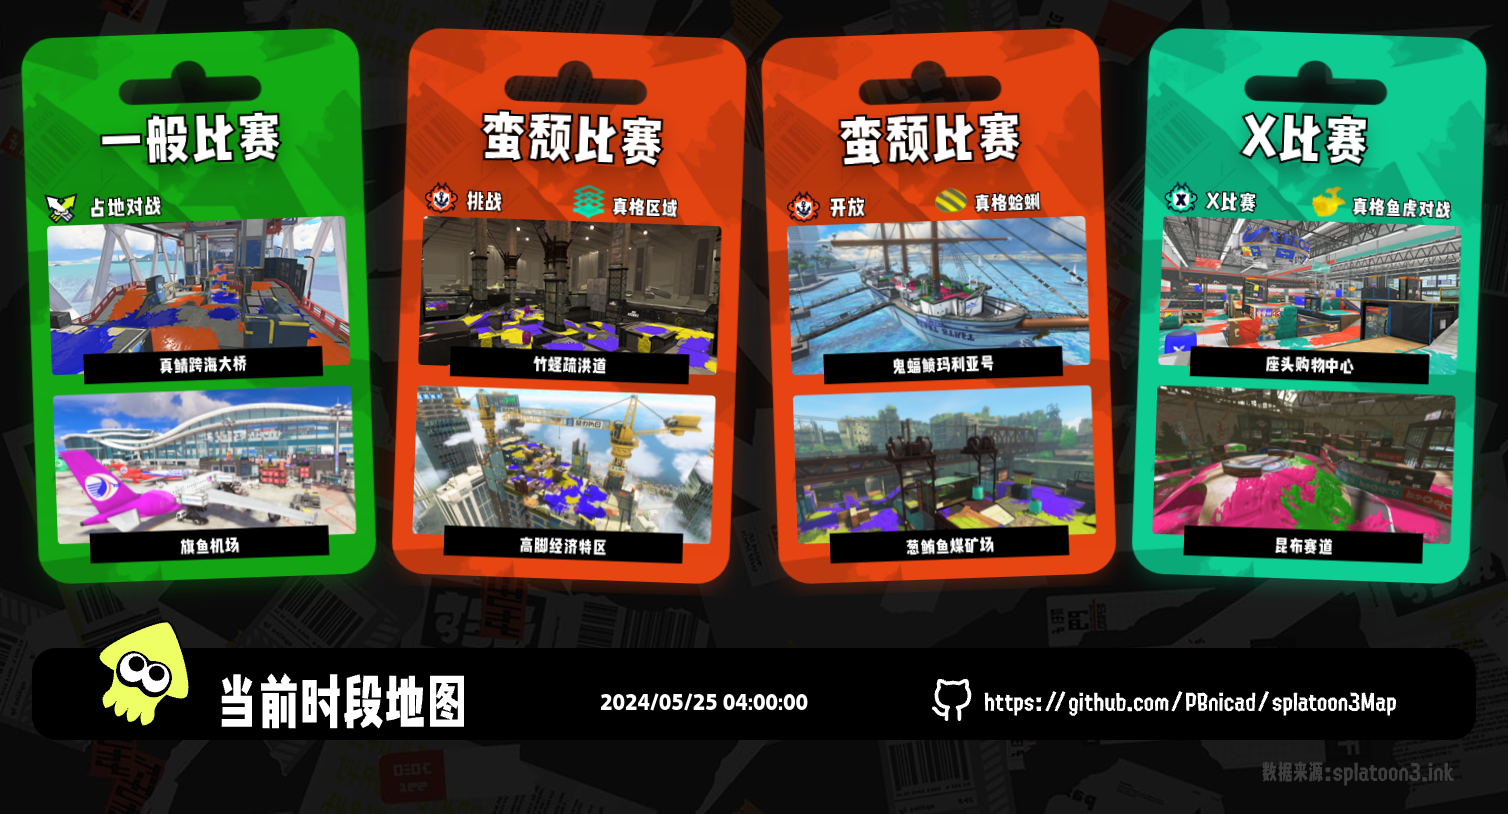 一般比赛
占地对战
真鲷跨海大桥
旗鱼机场
蛮颓比赛
挑战
真格区域
竹蛏疏洪道
高脚经济特区
蛮颓比赛
开放
真格蛤蜊
鬼蝠鲼玛利亚号
葱鲔鱼煤矿场
X比赛
X比赛
真格鱼虎对战
座头购物中心
昆布赛道
当前时段地图
2024/05/25 04:00:00
https://github.com/PBnicad/splatoon3Map
数据来源:splatoon3.ink